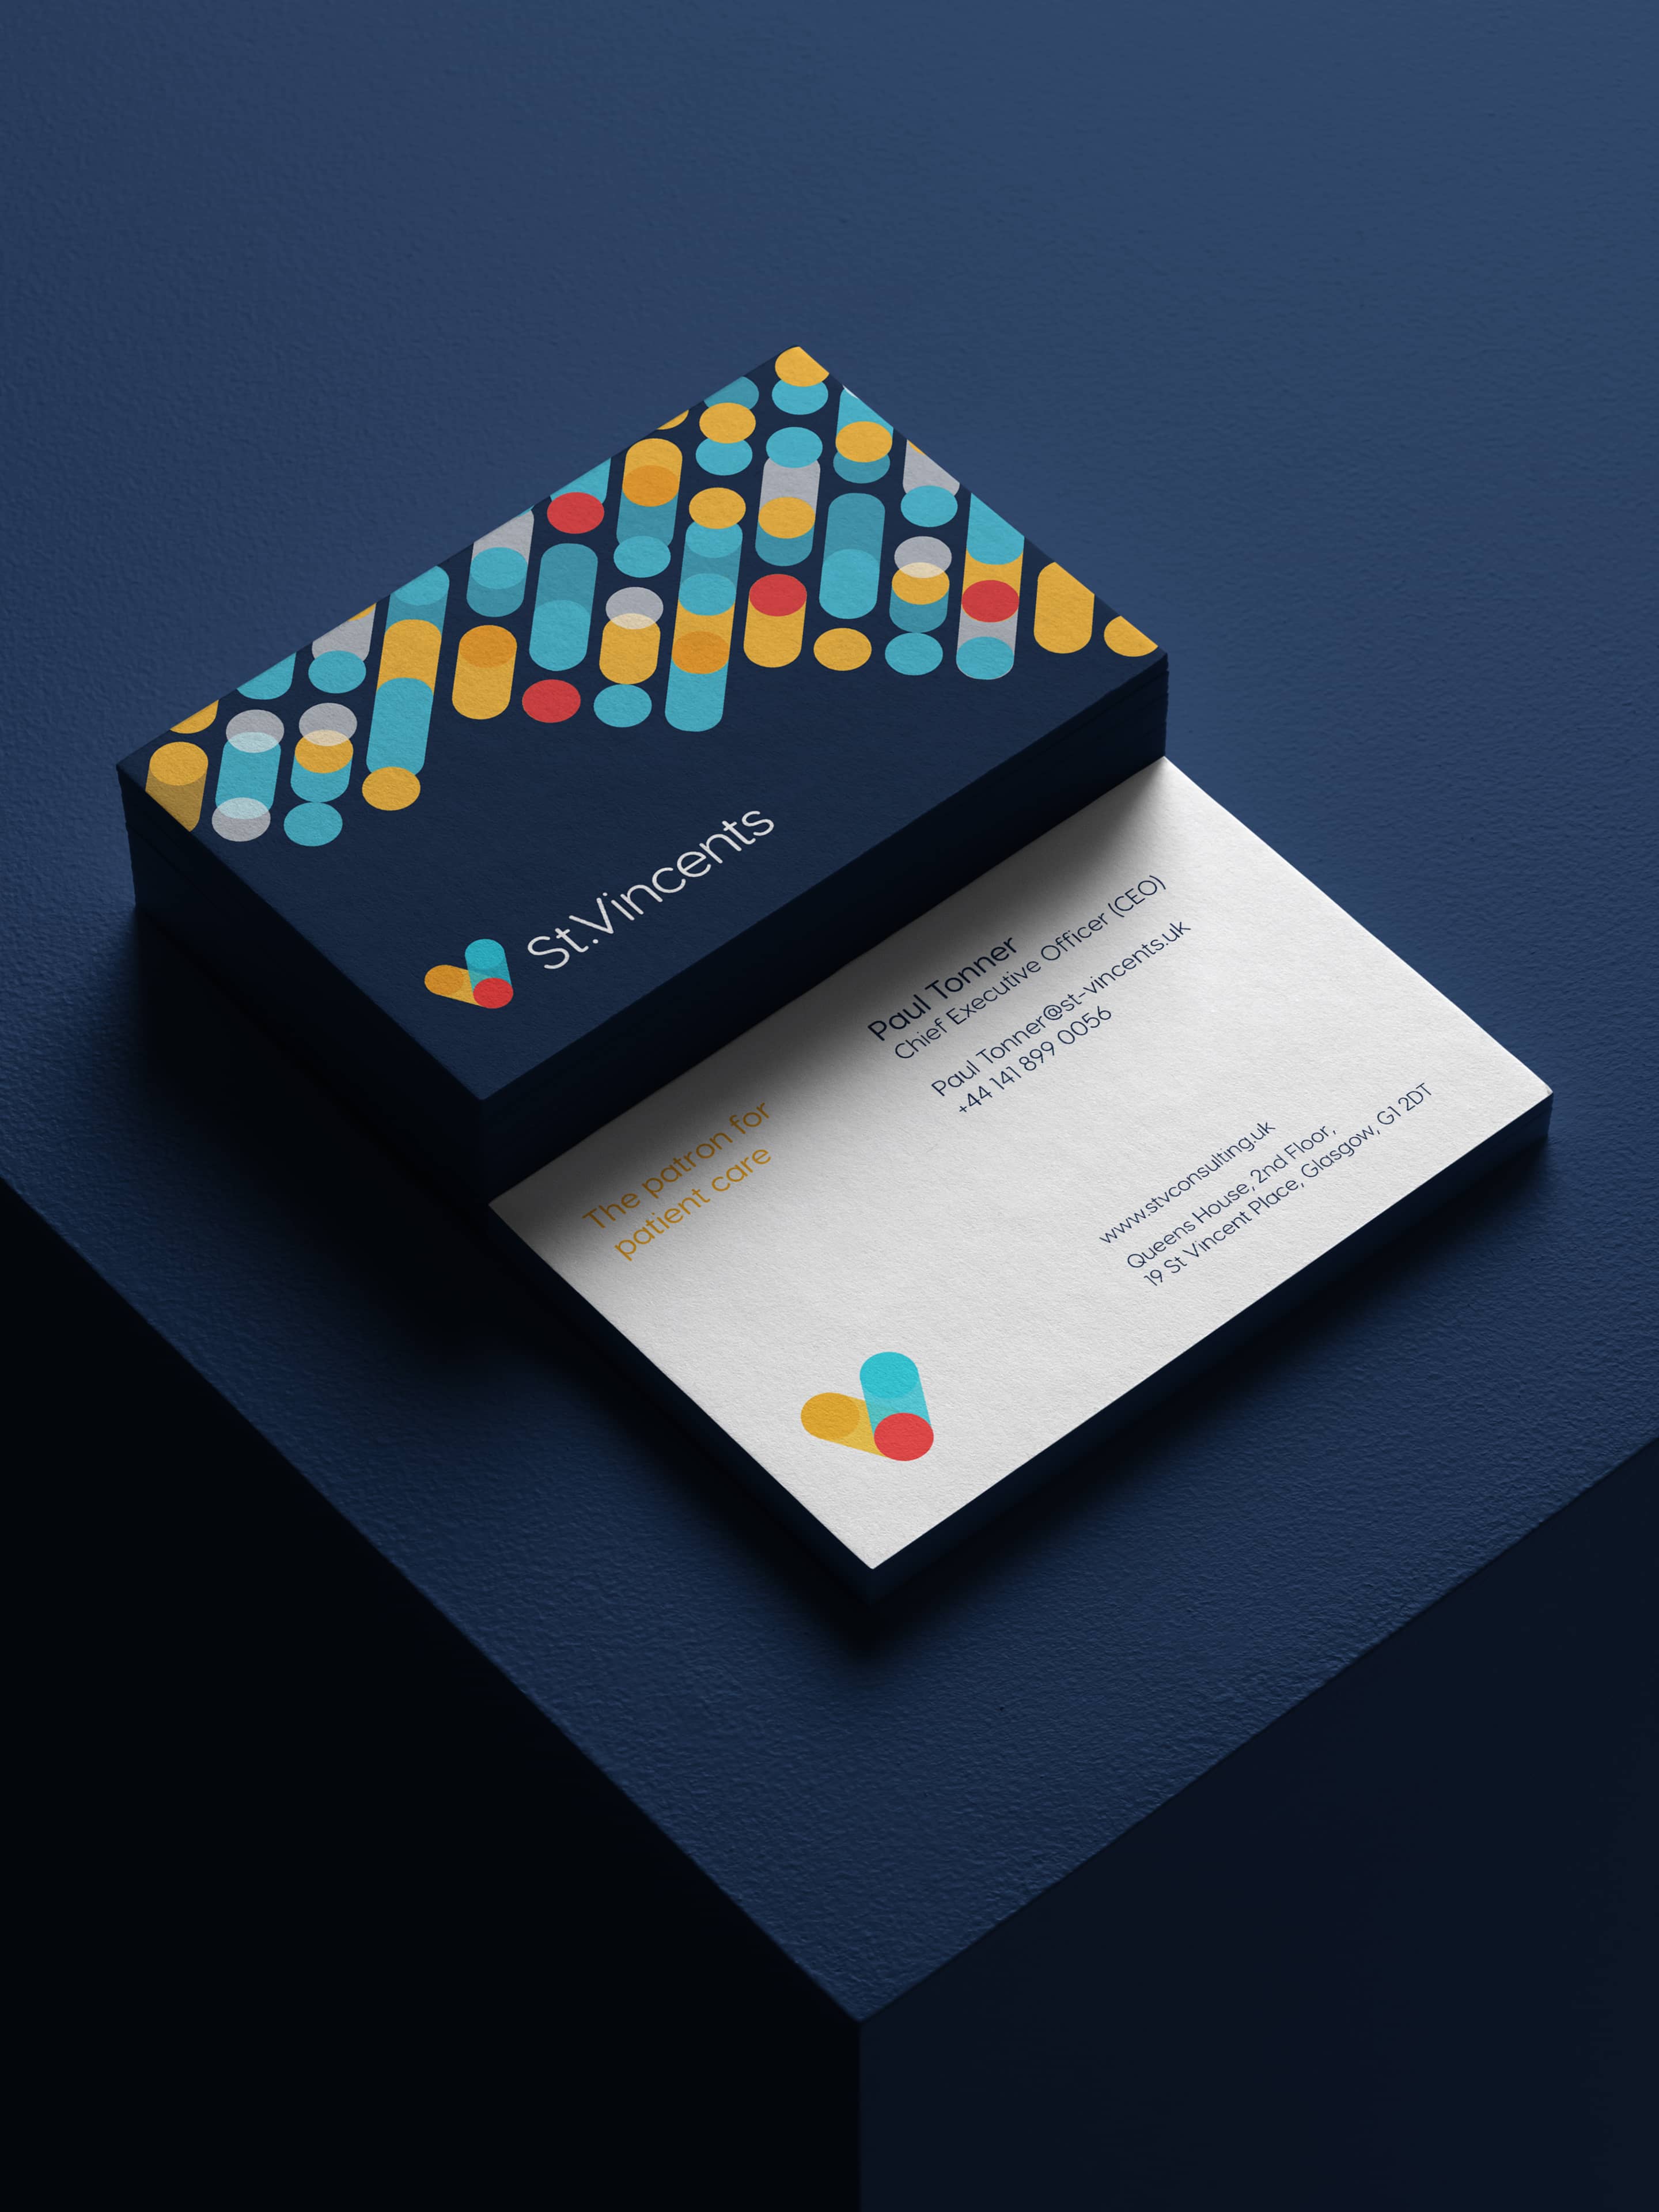 St.Vincents
Paul Tonner
Chief Executive Officer (CEO)
Paul Tonner@st-vincents.uk
+44 141 899 0056
The patron for
patient care
www.stvconsulting.uk
Queens House, 2nd Floor,
19 St Vincent Place, Glasgow, G1 2DT